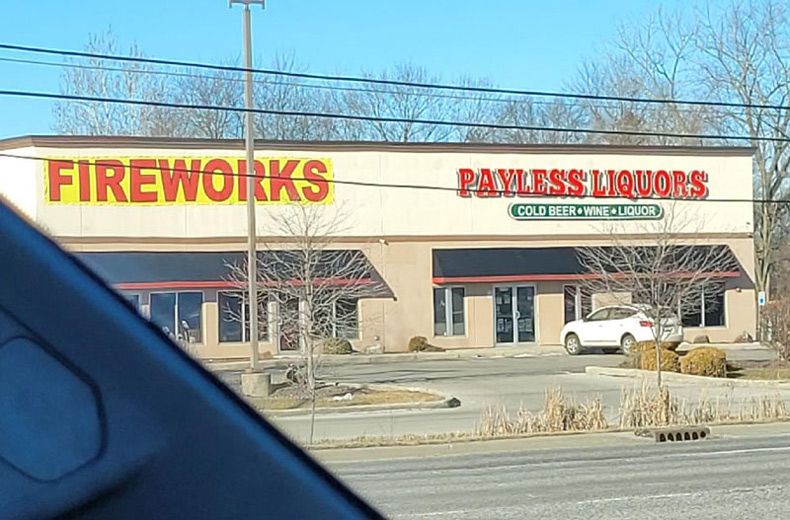 FIREWORKS
PAYLESS LIQUORS
COLD BEER • WINE • LIQUOR